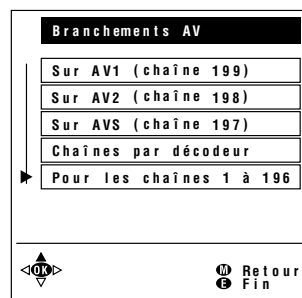 Branchements AV
Sur AV1 (chaîne 199)
Sur AV2 (chaîne 198)
Sur AVS (chaîne 197)
Chaînes par décodeur
Pour les chaînes 1 à 196
OK
M Retour
E Fin